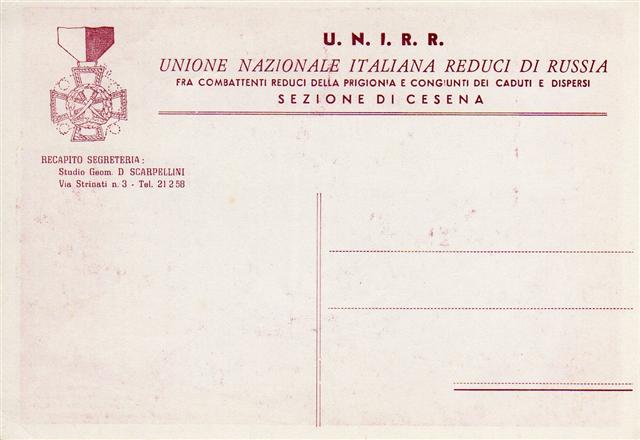 U. N. I. R. R.
UNIONE NAZIONALE ITALIANA REDUCI DI RUSSIA
FRA COMBATTENTI REDUCI DELLA PRIGIONIA E CONGIUNTI DEI CADUTI E DISPERSI
SEZIONE DI CESENA
RECAPITO SEGRETERIA:
Studio Geom. D SCARPELLINI
Via Strinati n. 3 - Tel. 21258